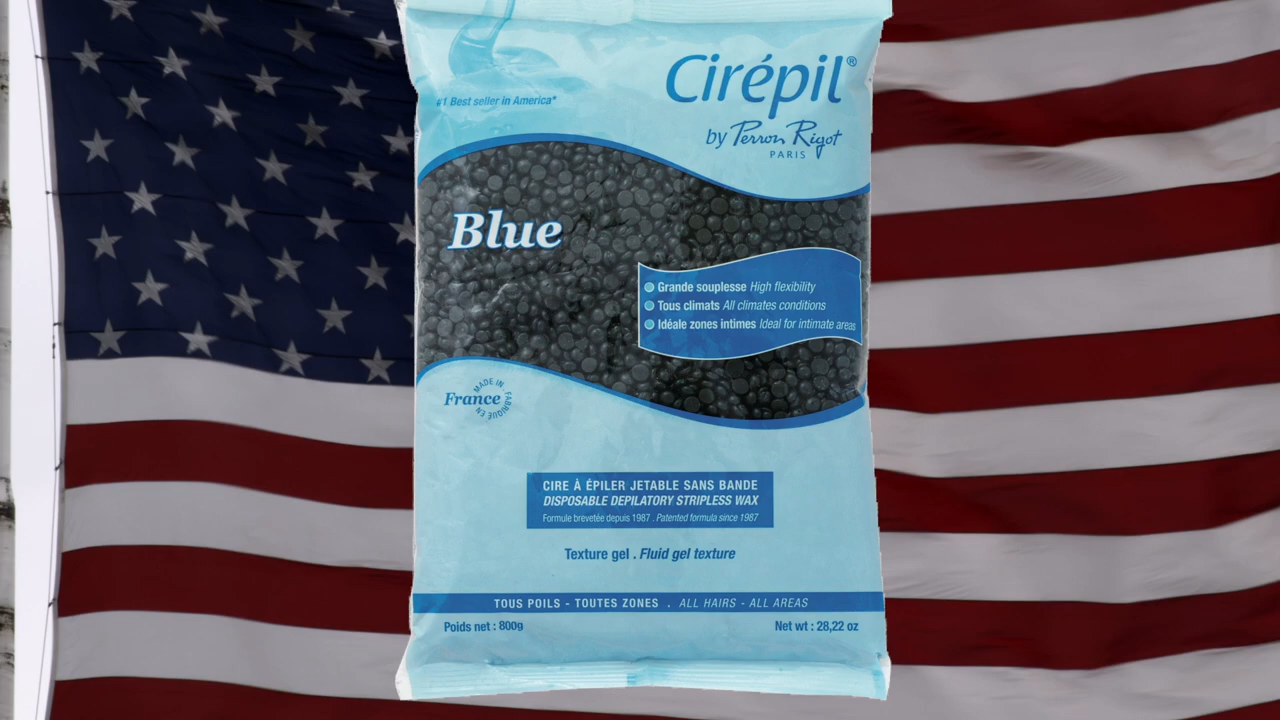 #1 Best seller in America*
Cirépil®
by Perron Rigot
PARIS
Blue
Grande souplesse High flexibility
Tous climats All climates conditions
Idéale zones intimes Ideal for intimate areas
MADE IN
France
FABRIQUÉ EN
CIRE À ÉPILER JETABLE SANS BANDE
DISPOSABLE DEPILATORY STRIPLESS WAX
Formule brevetée depuis 1987 . Patented formula since 1987
Texture gel . Fluid gel texture
TOUS POILS - TOUTES ZONES . ALL HAIRS - ALL AREAS
Poids net : 800g
Net wt : 28,22 oz